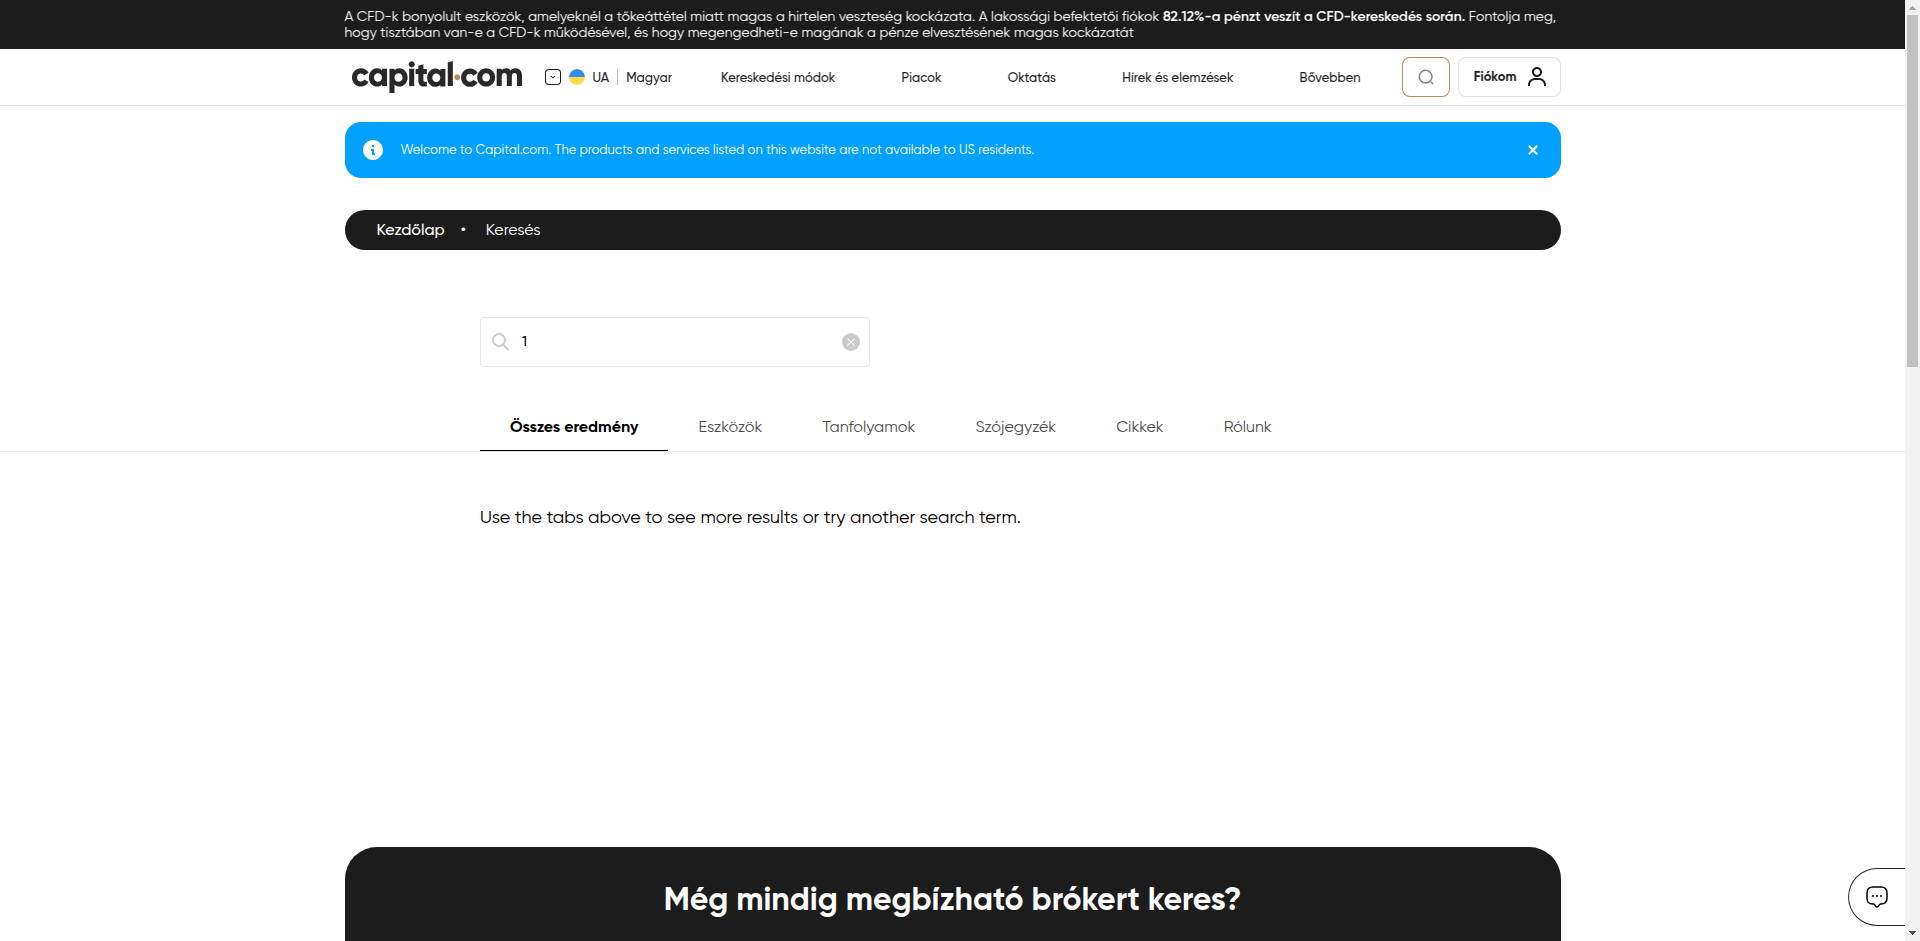 A CFD-k bonyolult eszközök, amelyeknél a tőkeáttétel miatt magas a hirtelen veszteség kockázata. A lakossági befektetői fiókok 82.12%-a pénzt veszít a CFD-kereskedés során. Fontolja meg,
hogy tisztában van-e a CFD-k működésével, és hogy megengedheti-e magának a pénze elvesztésének magas kockázatát
capital.com UA Magyar Kereskedési módok Piacok Oktatás Hírek és elemzések Bővebben Fiókom
Welcome to Capital.com. The products and services listed on this website are not available to US residents.
Kezdőlap • Keresés
1
Összes eredmény Eszközök Tanfolyamok Szójegyzék Cikkek Rólunk
Use the tabs above to see more results or try another search term.
Még mindig megbízható brókert keres?